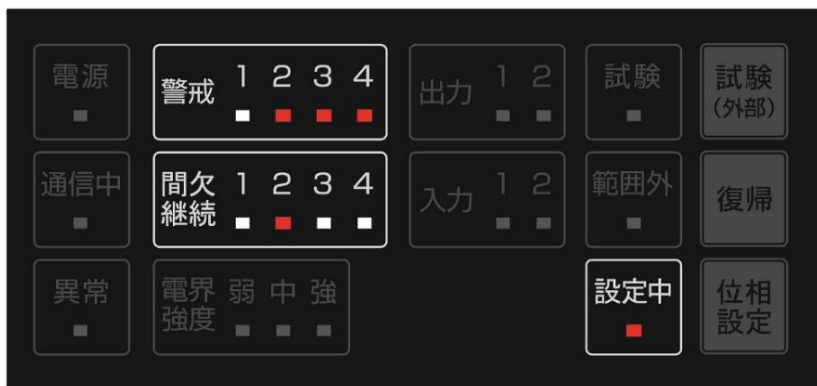 電源
警戒 1 2 3 4
出力 1 2
試験
試験
(外部)
通信中
間欠
継続 1 2 3 4
入力 1 2
範囲外
復帰
異常
電界
強度 弱 中 強
設定中
位相
設定